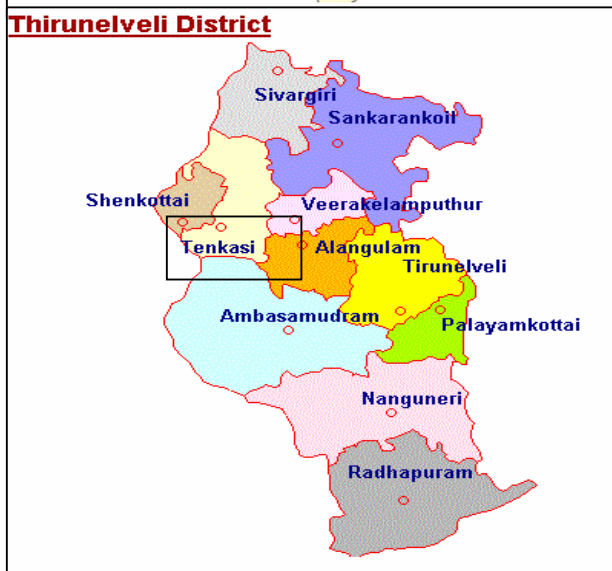 Thirunelveli District
Sivargiri
Sankarankoil
Shenkottai
Veerakelamputhur
Tenkasi
Alangulam
Tirunelveli
Ambasamudram
Palayamkottai
Nanguneri
Radhapuram